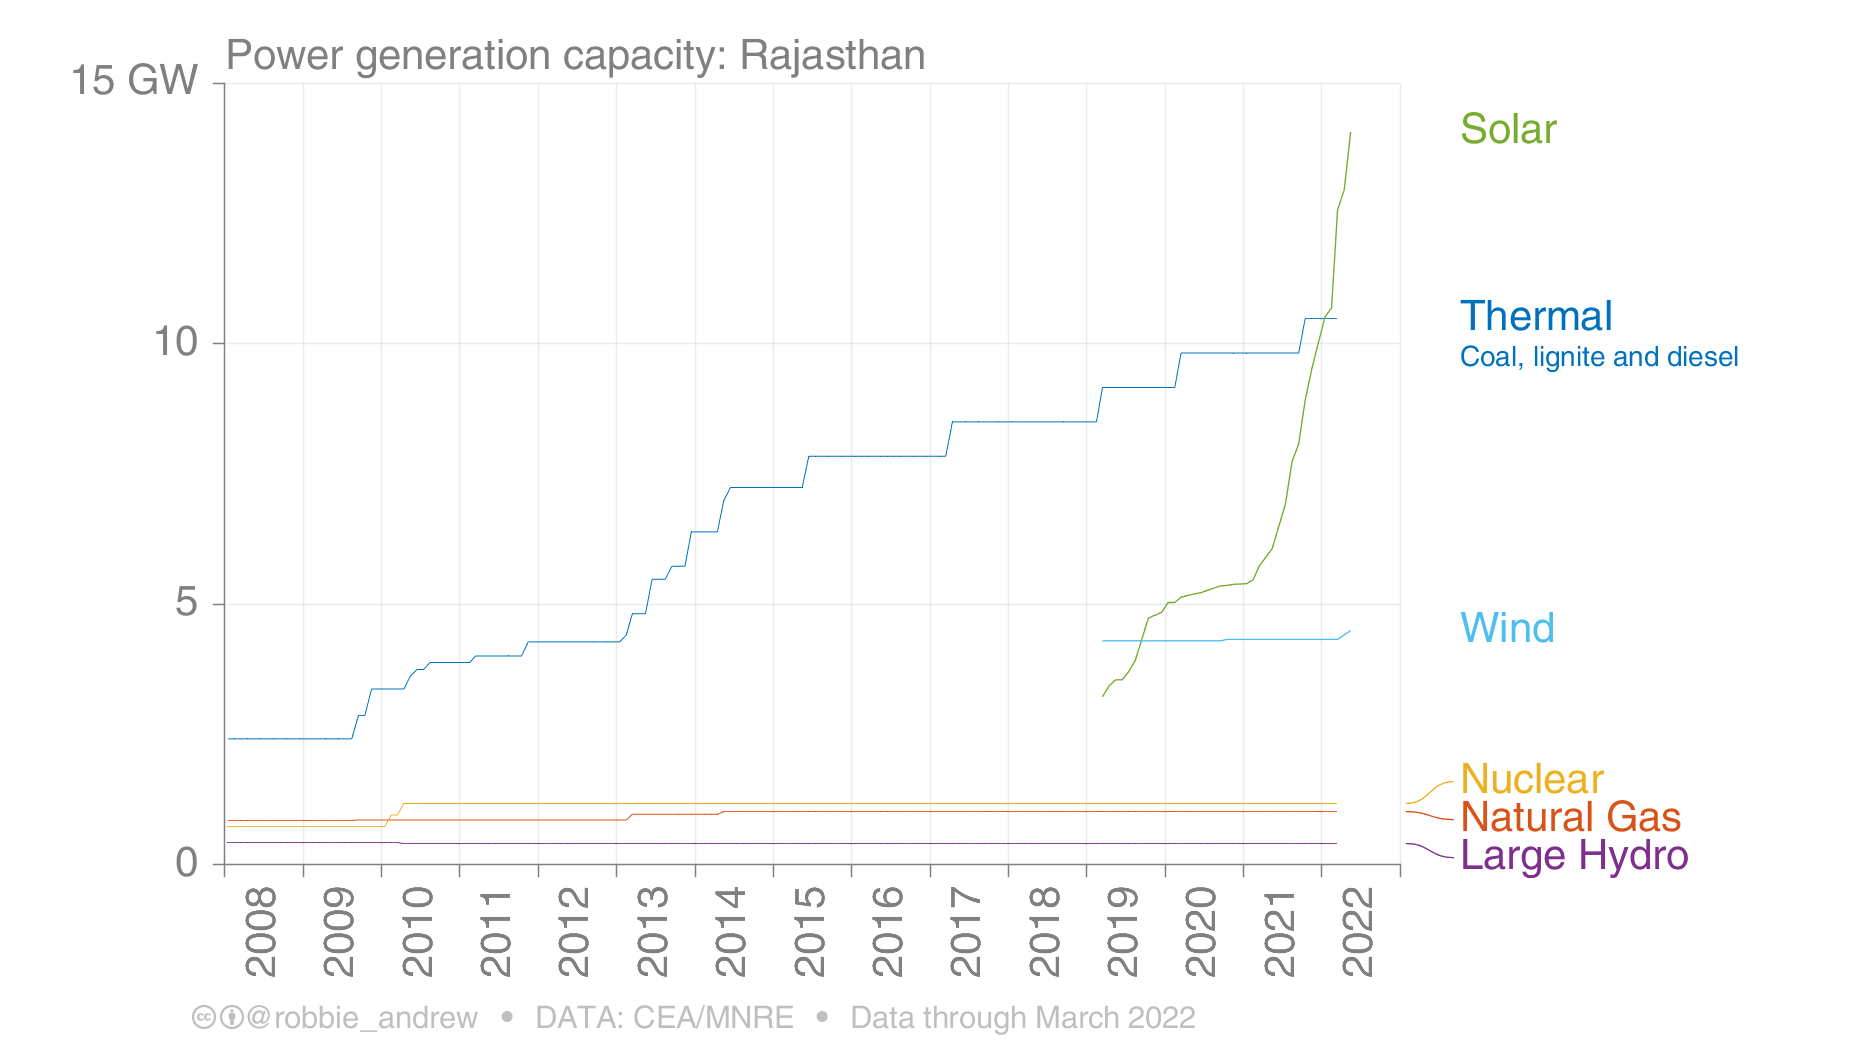 Power generation capacity: Rajasthan
15 GW
10
5
0
Solar
Thermal
Coal, lignite and diesel
Wind
Nuclear
Natural Gas
Large Hydro
2008 2009 2010 2011 2012 2013 2014 2015 2016 2017 2018 2019 2020 2021 2022
cc @robbie_andrew • DATA: CEA/MNRE • Data through March 2022